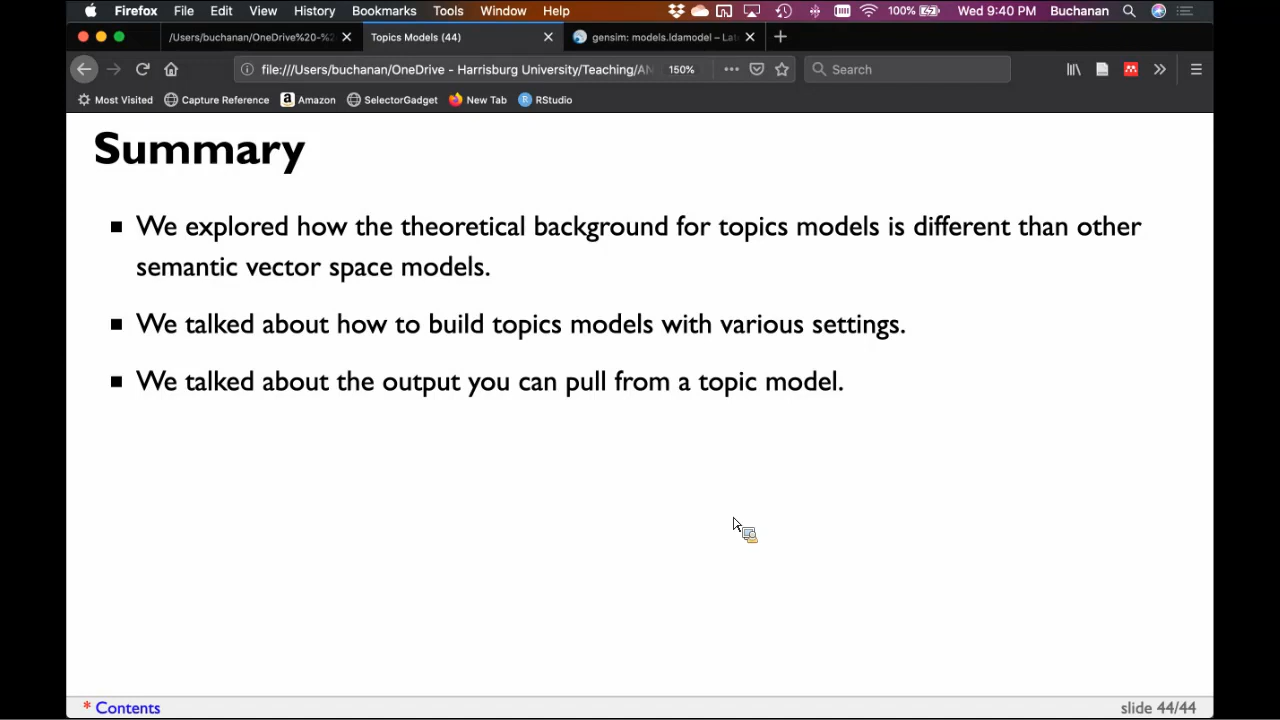 Firefox File Edit View History Bookmarks Tools Window Help 100% Wed 9:40 PM Buchanan
/Users/buchanan/OneDrive%20-% Topics Models (44) gensim: models.ldamodel – Late
file:///Users/buchanan/OneDrive - Harrisburg University/Teaching/AN 150% Search
Most Visited Capture Reference Amazon SelectorGadget New Tab RStudio
Summary
We explored how the theoretical background for topics models is different than other
semantic vector space models.
We talked about how to build topics models with various settings.
We talked about the output you can pull from a topic model.
* Contents slide 44/44